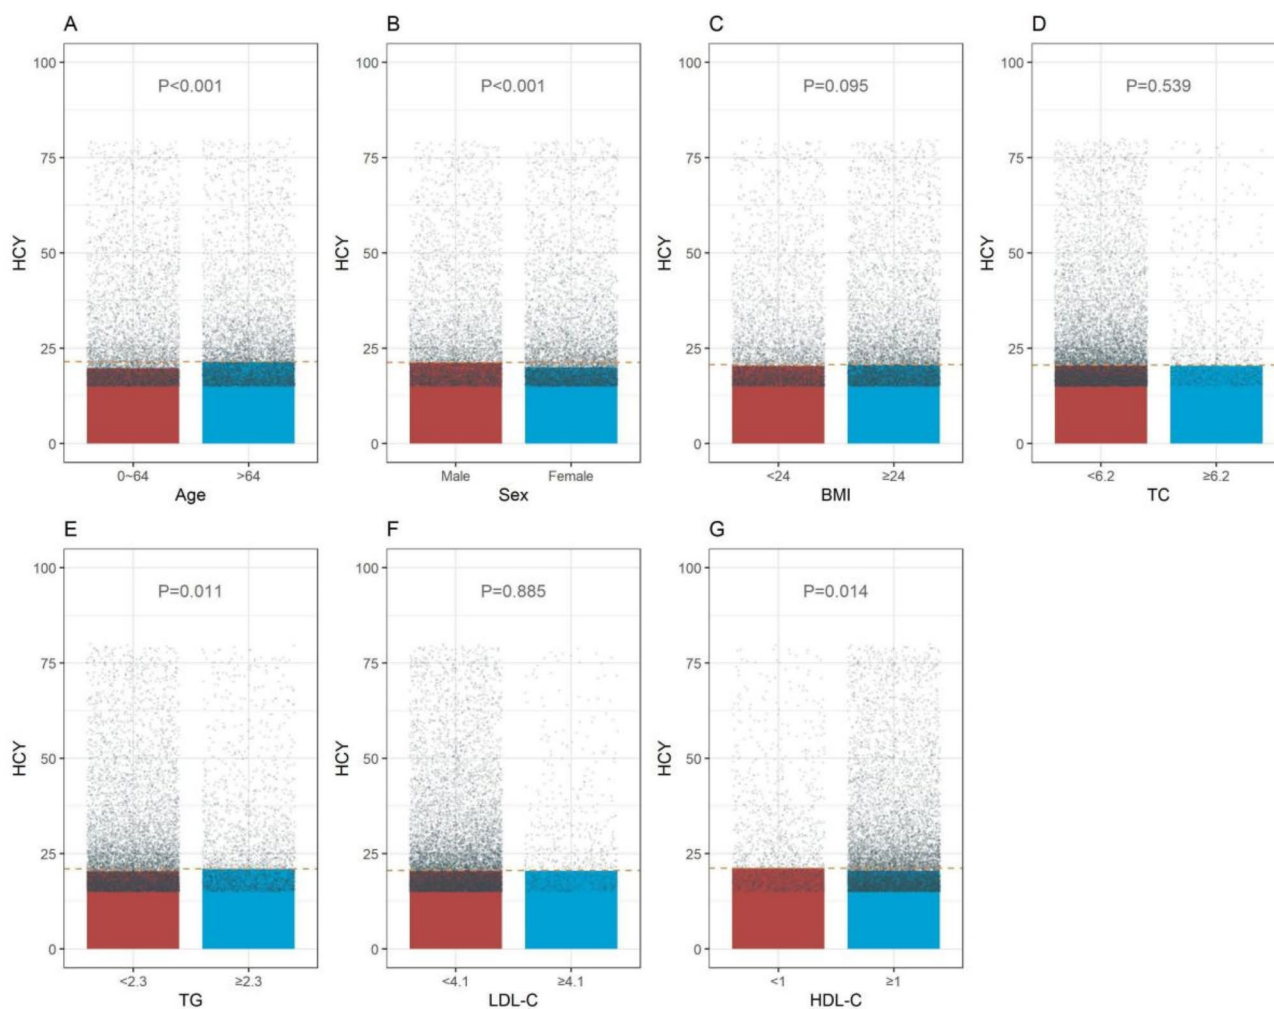 A
B
C
D
P<0.001
P<0.001
P=0.095
P=0.539
100
75
50
25
0
HCY
100
75
50
25
0
HCY
100
75
50
25
0
HCY
100
75
50
25
0
HCY
0~64 >64
Age
Male Female
Sex
<24 ≥24
BMI
<6.2 ≥6.2
TC
E
F
G
P=0.011
P=0.885
P=0.014
100
75
50
25
0
HCY
100
75
50
25
0
HCY
100
75
50
25
0
HCY
<2.3 ≥2.3
TG
<4.1 ≥4.1
LDL-C
<1 ≥1
HDL-C